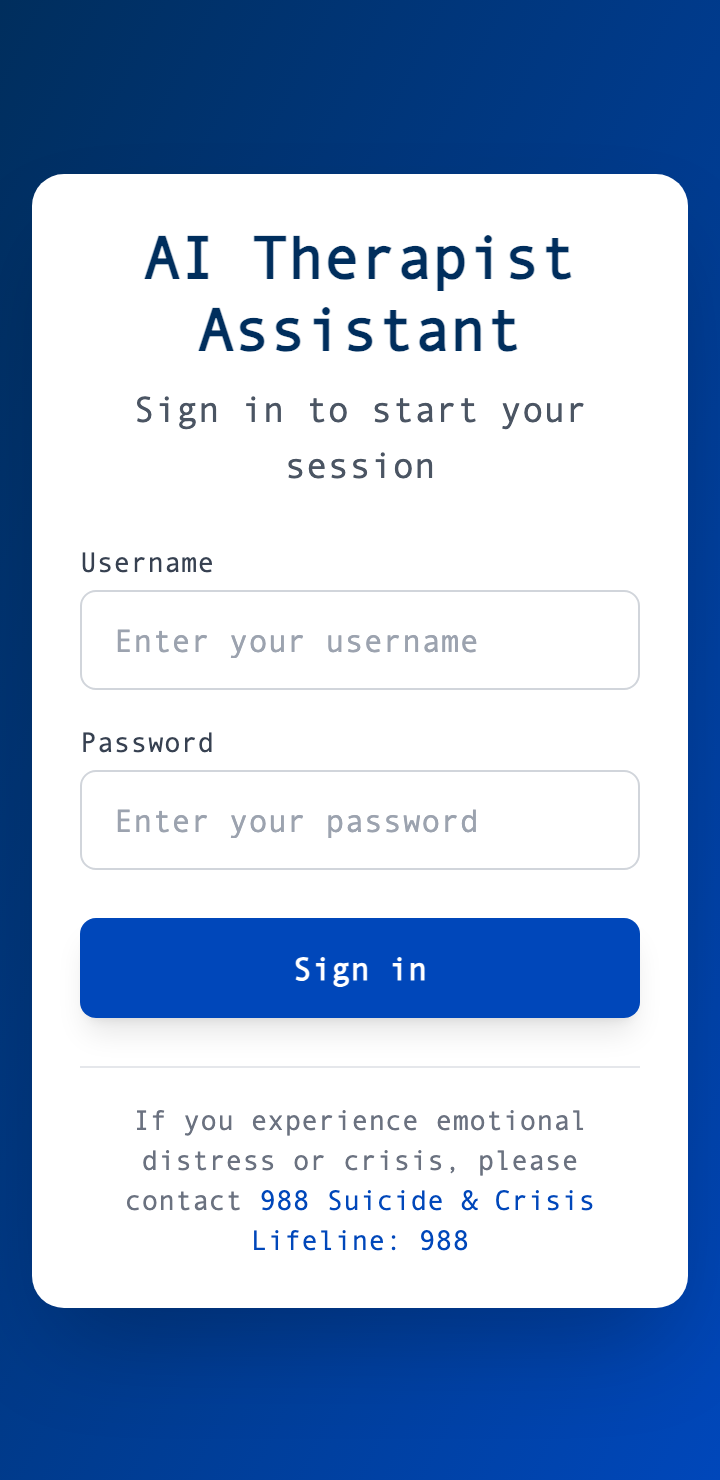 AI Therapist
Assistant
Sign in to start your
session
Username
Enter your username
Password
Enter your password
Sign in
If you experience emotional
distress or crisis, please
contact 988 Suicide & Crisis
Lifeline: 988